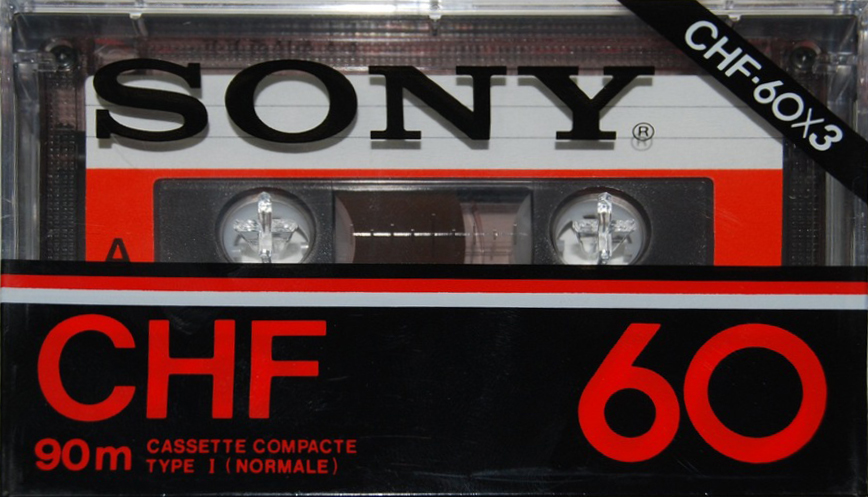 SONY®
CHF·60X3
A
CHF 60
90m CASSETTE COMPACTE
TYPE I (NORMALE)